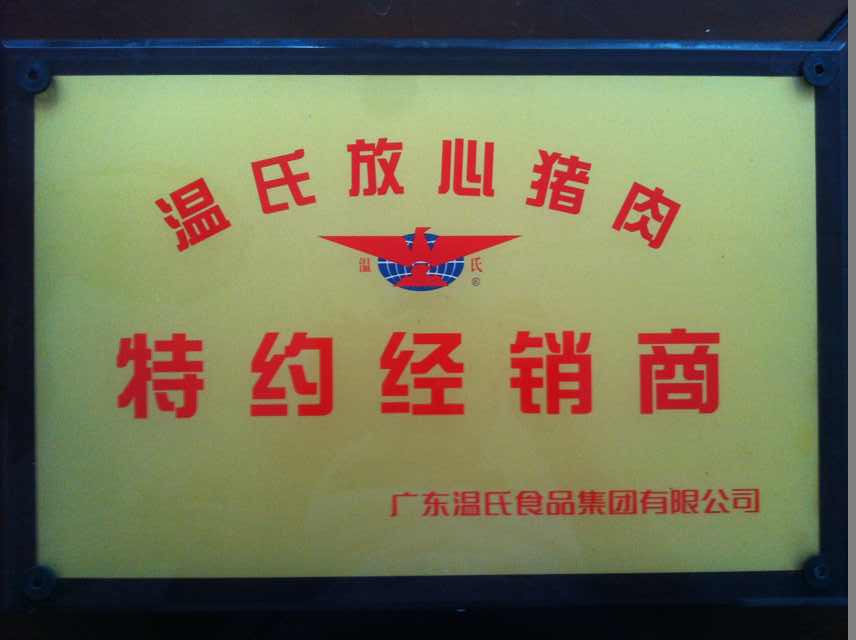 温氏放心猪肉
温 氏
®
特约经销商
广东温氏食品集团有限公司